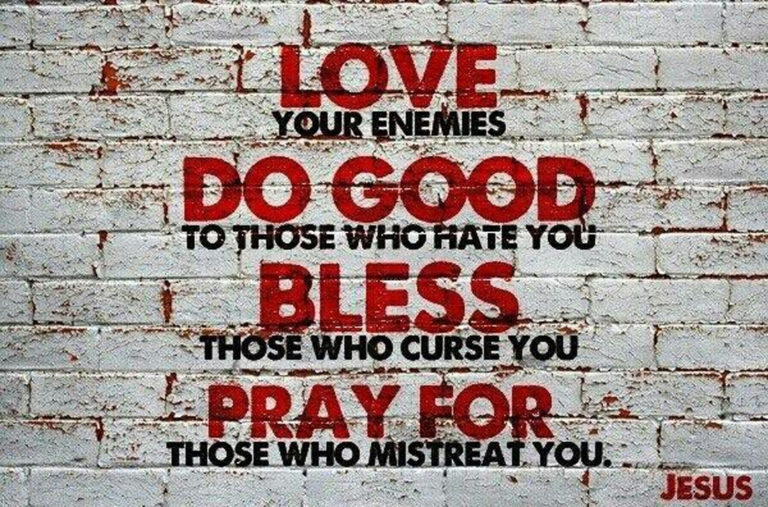 LOVE
YOUR ENEMIES
DO GOOD
TO THOSE WHO HATE YOU
BLESS
THOSE WHO CURSE YOU
PRAY FOR
THOSE WHO MISTREAT YOU.
JESUS